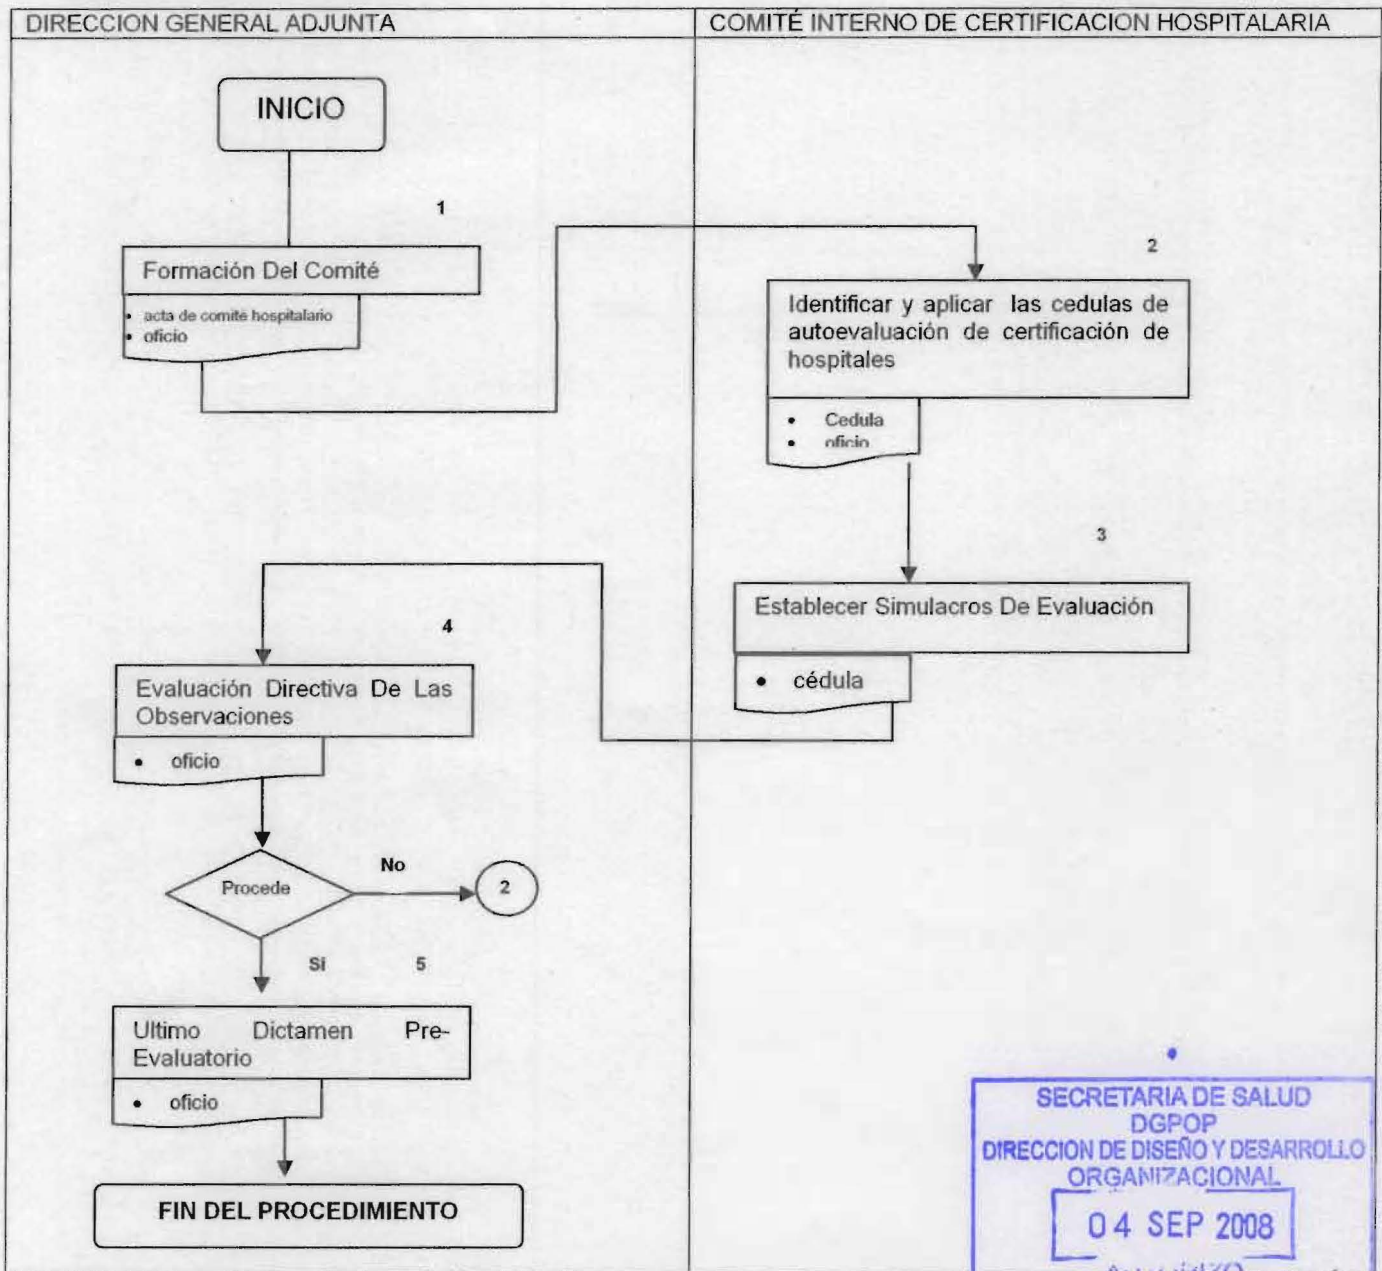 DIRECCION GENERAL ADJUNTA
COMITÉ INTERNO DE CERTIFICACION HOSPITALARIA
INICIO
1
Formación Del Comité
• acta de comité hospitalario
• oficio
2
Identificar y aplicar las cedulas de
autoevaluación de certificación de
hospitales
• Cedula
• oficio
3
Establecer Simulacros De Evaluación
• cédula
4
Evaluación Directiva De Las
Observaciones
• oficio
Procede
No
2
Si
5
Ultimo Dictamen Pre-
Evaluatorio
• oficio
FIN DEL PROCEDIMIENTO
SECRETARIA DE SALUD
DGPOP
DIRECCION DE DISEÑO Y DESARROLLO
ORGANIZACIONAL
04 SEP 2008